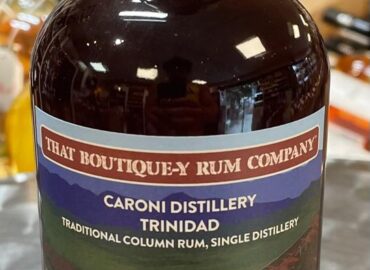 THAT BOUTIQUE-Y RUM COMPANY
CARONI DISTILLERY
TRINIDAD
TRADITIONAL COLUMN RUM, SINGLE DISTILLERY